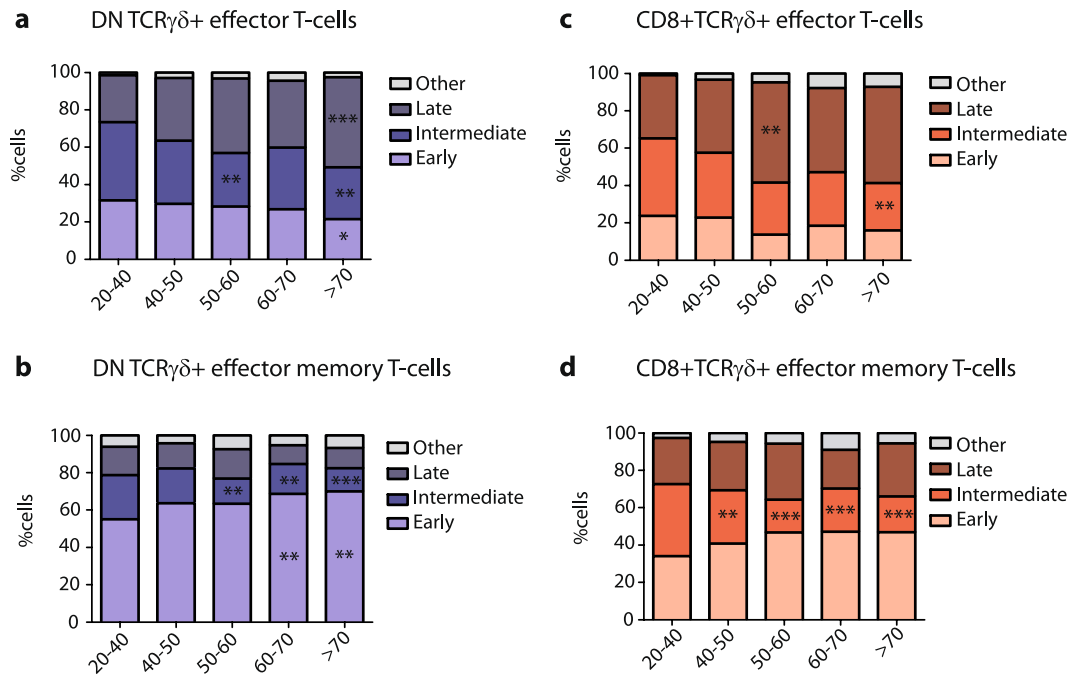 a DN TCRγδ+ effector T-cells
%cells
100
80
60
40
20
0
***
**
**
*
20-40
40-50
50-60
60-70
>70
Other
Late
Intermediate
Early
c CD8+TCRγδ+ effector T-cells
%cells
100
80
60
40
20
0
**
**
20-40
40-50
50-60
60-70
>70
Other
Late
Intermediate
Early
b DN TCRγδ+ effector memory T-cells
%cells
100
80
60
40
20
0
**
**
***
**
**
20-40
40-50
50-60
60-70
>70
Other
Late
Intermediate
Early
d CD8+TCRγδ+ effector memory T-cells
%cells
100
80
60
40
20
0
**
***
***
***
20-40
40-50
50-60
60-70
>70
Other
Late
Intermediate
Early